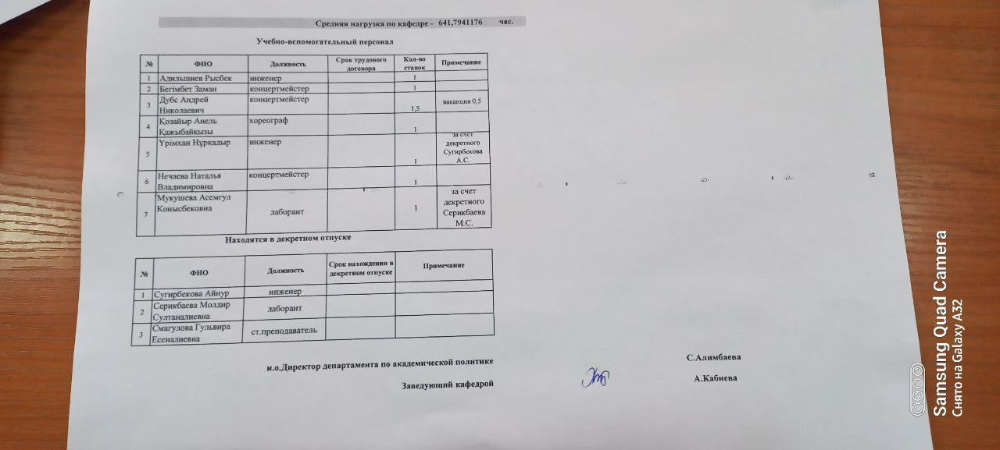 Средняя нагрузка по кафедре - 641,7941176 час.
Учебно-вспомогательный персонал
№ ФИО Должность Срок трудового договора Кол-во ставок Примечание
1 Адильшиев Рысбек инженер 1
2 Бегімбет Заман концертмейстер 1
3 Дубс Андрей Николаевич концертмейстер 1,5 вакансия 0,5
4 Қозайыр Анель Қажыбайқызы хореограф 1
5 Үрімхан Нұрқадыр инженер 1 за счет декретного Сугирбекова А.С.
6 Нечаева Наталья Владимировна концертмейстер 1
7 Мукушева Асемгул Конысбековна лаборант 1 за счет декретного Серикбаева М.С.
Находятся в декретном отпуске
№ ФИО Должность Срок нахождения в декретном отпуске Примечание
1 Сугирбекова Айнур инженер
2 Серикбаева Молдир Султаналиевна лаборант
3 Смагулова Гульвира Есеналиевна ст.преподаватель
и.о.Директор департамента по академической политике С.Алимбаева
Заведующий кафедрой А.Кабиева
Samsung Quad Camera
Снято на Galaxy A32